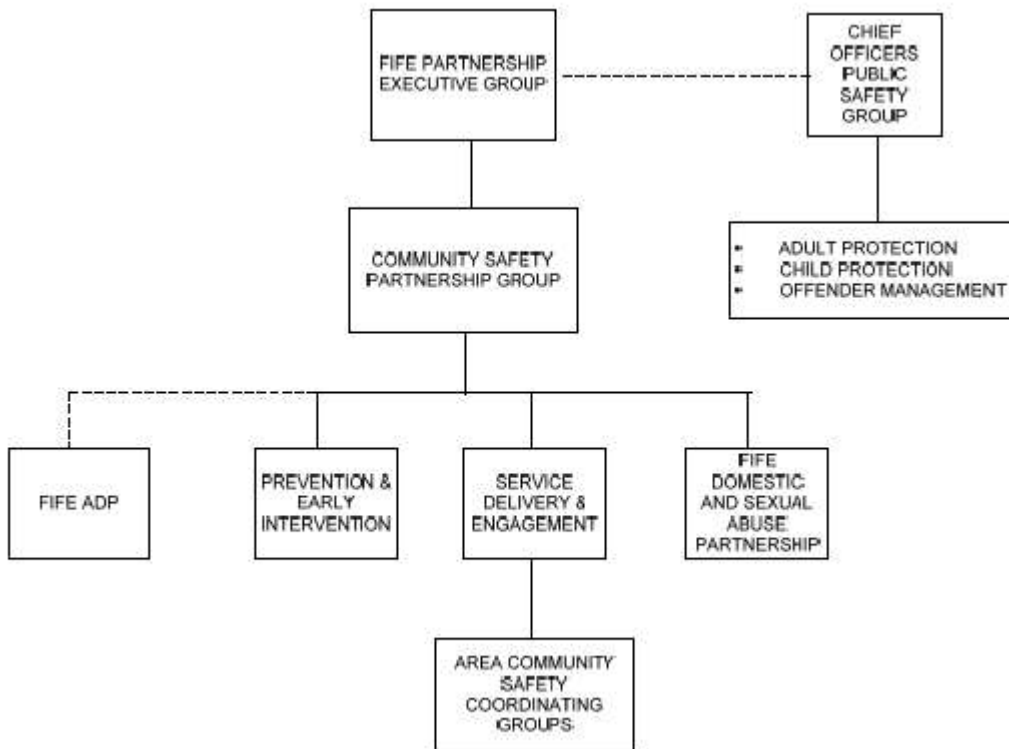 FIFE PARTNERSHIP
EXECUTIVE GROUP
CHIEF
OFFICERS
PUBLIC
SAFETY
GROUP
COMMUNITY SAFETY
PARTNERSHIP GROUP
ADULT PROTECTION
CHILD PROTECTION
OFFENDER MANAGEMENT
FIFE ADP
PREVENTION &
EARLY
INTERVENTION
SERVICE
DELIVERY &
ENGAGEMENT
FIFE
DOMESTIC
AND SEXUAL
ABUSE
PARTNERSHIP
AREA COMMUNITY
SAFETY
COORDINATING
GROUPS